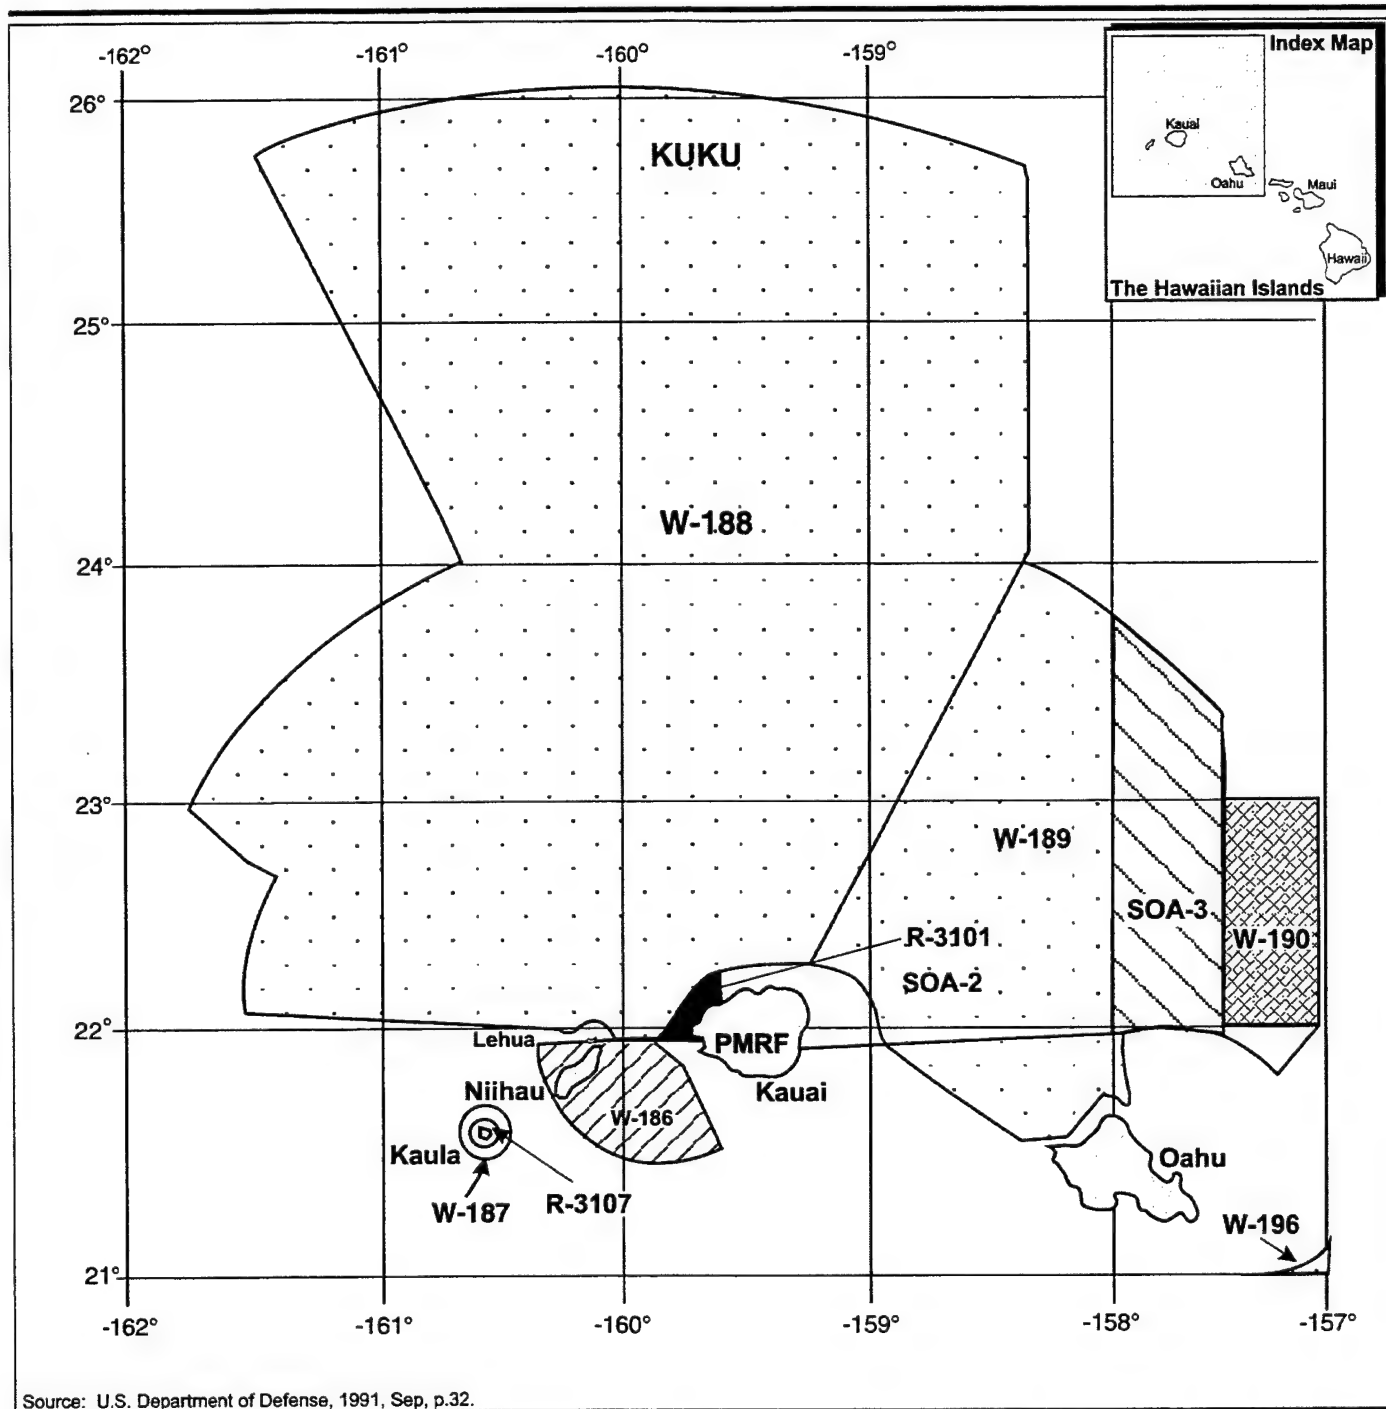 -162°
-161°
-160°
-159°
Index Map
Kauai
Oahu
Maui
Hawaii
The Hawaiian Islands
26°
KUKU
25°
W-188
24°
23°
W-189
SOA-3
W-190
R-3101
SOA-2
22°
Lehua
PMRF
Niihau
Kauai
W-186
Kaula
Oahu
R-3107
W-187
W-196
21°
-162°
-161°
-160°
-159°
-158°
-157°
Source: U.S. Department of Defense, 1991, Sep, p.32.